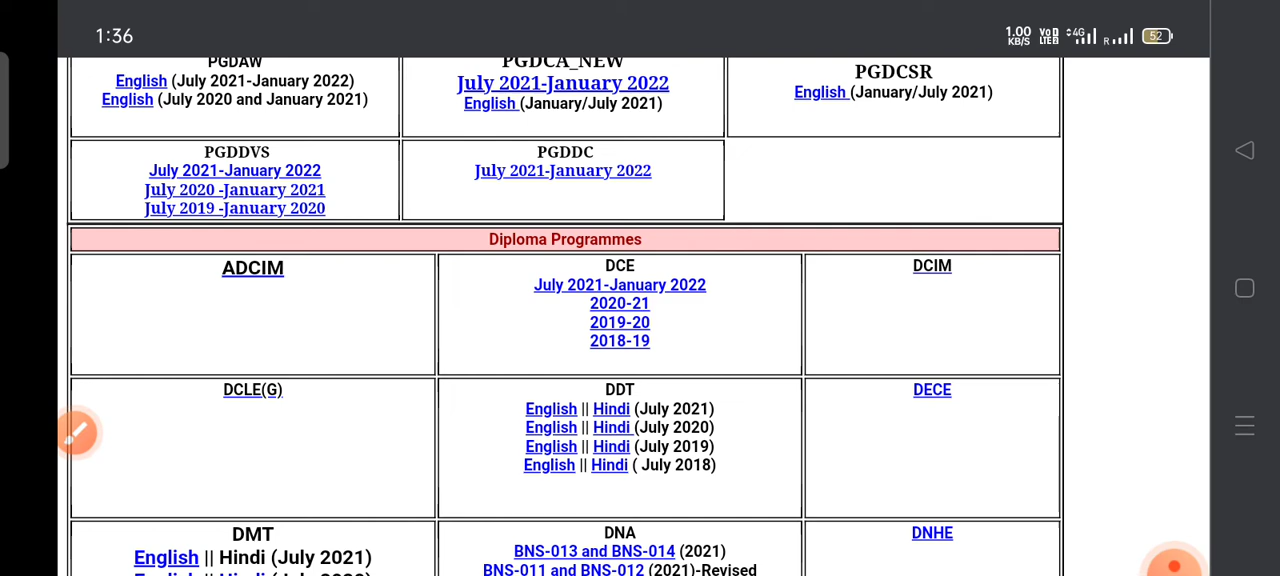 1:36
1.00 KB/S Vo LTE2 4G R 52
PGDAW
English (July 2021-January 2022)
English (July 2020 and January 2021)
PGDCA_NEW
July 2021-January 2022
English (January/July 2021)
PGDCSR
English (January/July 2021)
PGDDVS
July 2021-January 2022
July 2020 -January 2021
July 2019 -January 2020
PGDDC
July 2021-January 2022
Diploma Programmes
ADCIM
DCE
July 2021-January 2022
2020-21
2019-20
2018-19
DCIM
DCLE(G)
DDT
English || Hindi (July 2021)
English || Hindi (July 2020)
English || Hindi (July 2019)
English || Hindi ( July 2018)
DECE
DMT
English || Hindi (July 2021)
DNA
BNS-013 and BNS-014 (2021)
BNS-011 and BNS-012 (2021)-Revised
DNHE